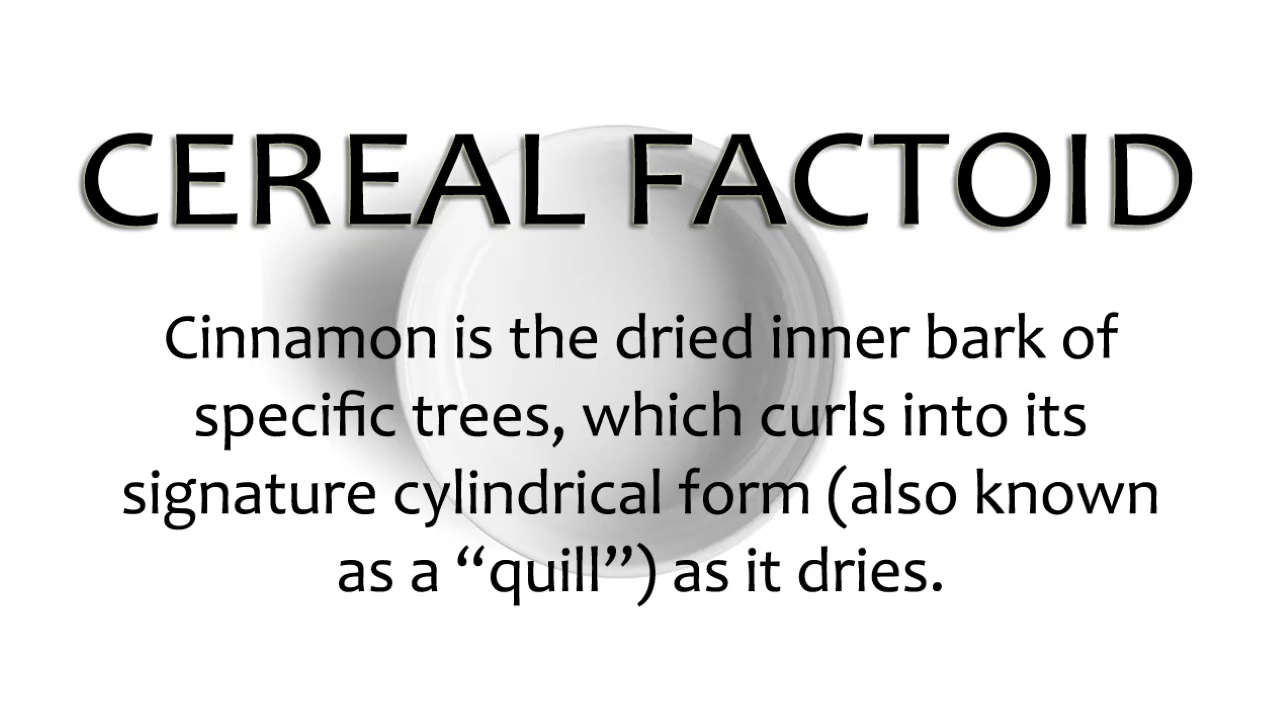 CEREAL FACTOID
Cinnamon is the dried inner bark of
specific trees, which curls into its
signature cylindrical form (also known
as a “quill”) as it dries.